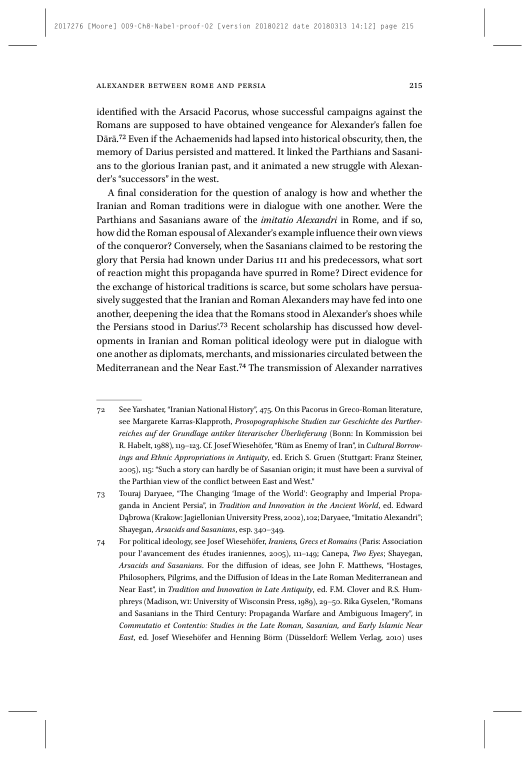 2017276 [Moore] 009-Ch8-Nabel-proof-02 [version 20180212 date 20180313 14:12] page 215
ALEXANDER BETWEEN ROME AND PERSIA 215
identified with the Arsacid Pacorus, whose successful campaigns against the
Romans are supposed to have obtained vengeance for Alexander's fallen foe
Dārā.72 Even if the Achaemenids had lapsed into historical obscurity, then, the
memory of Darius persisted and mattered. It linked the Parthians and Sasani-
ans to the glorious Iranian past, and it animated a new struggle with Alexan-
der's “successors” in the west.
A final consideration for the question of analogy is how and whether the
Iranian and Roman traditions were in dialogue with one another. Were the
Parthians and Sasanians aware of the imitatio Alexandri in Rome, and if so,
how did the Roman espousal of Alexander's example influence their own views
of the conqueror? Conversely, when the Sasanians claimed to be restoring the
glory that Persia had known under Darius III and his predecessors, what sort
of reaction might this propaganda have spurred in Rome? Direct evidence for
the exchange of historical traditions is scarce, but some scholars have persua-
sively suggested that the Iranian and Roman Alexanders may have fed into one
another, deepening the idea that the Romans stood in Alexander's shoes while
the Persians stood in Darius'.73 Recent scholarship has discussed how devel-
opments in Iranian and Roman political ideology were put in dialogue with
one another as diplomats, merchants, and missionaries circulated between the
Mediterranean and the Near East.74 The transmission of Alexander narratives
72 See Yarshater, “Iranian National History”, 475. On this Pacorus in Greco-Roman literature,
see Margarete Karras-Klapproth, Prosopographische Studien zur Geschichte des Parther-
reiches auf der Grundlage antiker literarischer Überlieferung (Bonn: In Kommission bei
R. Habelt, 1988), 119–123. Cf. Josef Wiesehöfer, “Rūm as Enemy of Iran”, in Cultural Borrow-
ings and Ethnic Appropriations in Antiquity, ed. Erich S. Gruen (Stuttgart: Franz Steiner,
2005), 115: “Such a story can hardly be of Sasanian origin; it must have been a survival of
the Parthian view of the conflict between East and West.”
73 Touraj Daryaee, “The Changing ‘Image of the World’: Geography and Imperial Propa-
ganda in Ancient Persia”, in Tradition and Innovation in the Ancient World, ed. Edward
Dąbrowa (Krakow: Jagiellonian University Press, 2002), 102; Daryaee, “Imitatio Alexandri”;
Shayegan, Arsacids and Sasanians, esp. 340–349.
74 For political ideology, see Josef Wiesehöfer, Iraniens, Grecs et Romains (Paris: Association
pour l'avancement des études iraniennes, 2005), 111–149; Canepa, Two Eyes; Shayegan,
Arsacids and Sasanians. For the diffusion of ideas, see John F. Matthews, “Hostages,
Philosophers, Pilgrims, and the Diffusion of Ideas in the Late Roman Mediterranean and
Near East”, in Tradition and Innovation in Late Antiquity, ed. F.M. Clover and R.S. Hum-
phreys (Madison, WI: University of Wisconsin Press, 1989), 29–50. Rika Gyselen, “Romans
and Sasanians in the Third Century: Propaganda Warfare and Ambiguous Imagery”, in
Commutatio et Contentio: Studies in the Late Roman, Sasanian, and Early Islamic Near
East, ed. Josef Wiesehöfer and Henning Börm (Düsseldorf: Wellem Verlag, 2010) uses